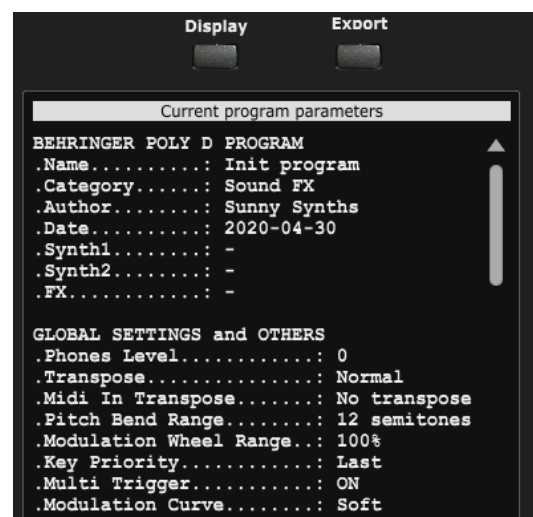 Display Export
Current program parameters
BEHRINGER POLY D PROGRAM
.Name..........: Init program
.Category......: Sound FX
.Author........: Sunny Synths
.Date..........: 2020-04-30
.Synth1........: -
.Synth2........: -
.FX............: -
GLOBAL SETTINGS and OTHERS
.Phones Level............: 0
.Transpose...............: Normal
.Midi In Transpose.......: No transpose
.Pitch Bend Range........: 12 semitones
.Modulation Wheel Range..: 100%
.Key Priority............: Last
.Multi Trigger...........: ON
.Modulation Curve........: Soft